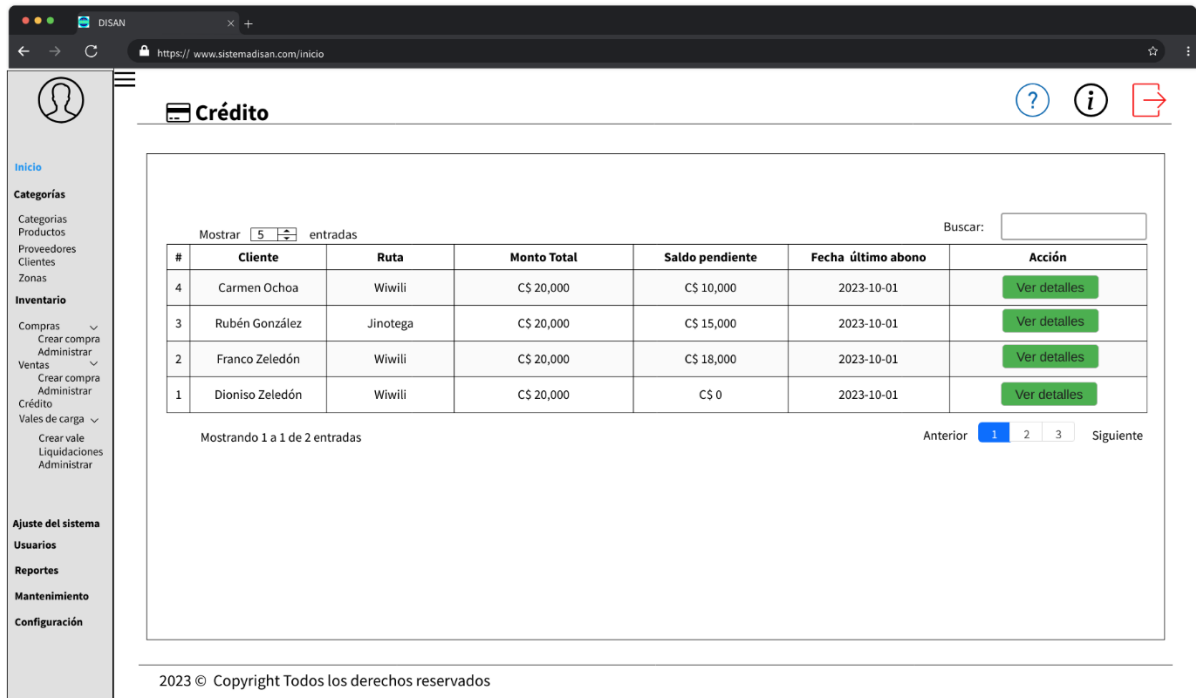 DISAN
https:// www.sistemadisan.com/inicio
Crédito
?
i
Inicio
Categorías
Categorias
Productos
Proveedores
Clientes
Zonas
Inventario
Compras
Crear compra
Administrar
Ventas
Crear compra
Administrar
Crédito
Vales de carga
Crear vale
Liquidaciones
Administrar
Ajuste del sistema
Usuarios
Reportes
Mantenimiento
Configuración
Mostrar 5 entradas
Buscar:
# Cliente Ruta Monto Total Saldo pendiente Fecha último abono Acción
4 Carmen Ochoa Wiwili C$ 20,000 C$ 10,000 2023-10-01 Ver detalles
3 Rubén González Jinotega C$ 20,000 C$ 15,000 2023-10-01 Ver detalles
2 Franco Zeledón Wiwili C$ 20,000 C$ 18,000 2023-10-01 Ver detalles
1 Dioniso Zeledón Wiwili C$ 20,000 C$ 0 2023-10-01 Ver detalles
Mostrando 1 a 1 de 2 entradas
Anterior 1 2 3 Siguiente
2023 © Copyright Todos los derechos reservados